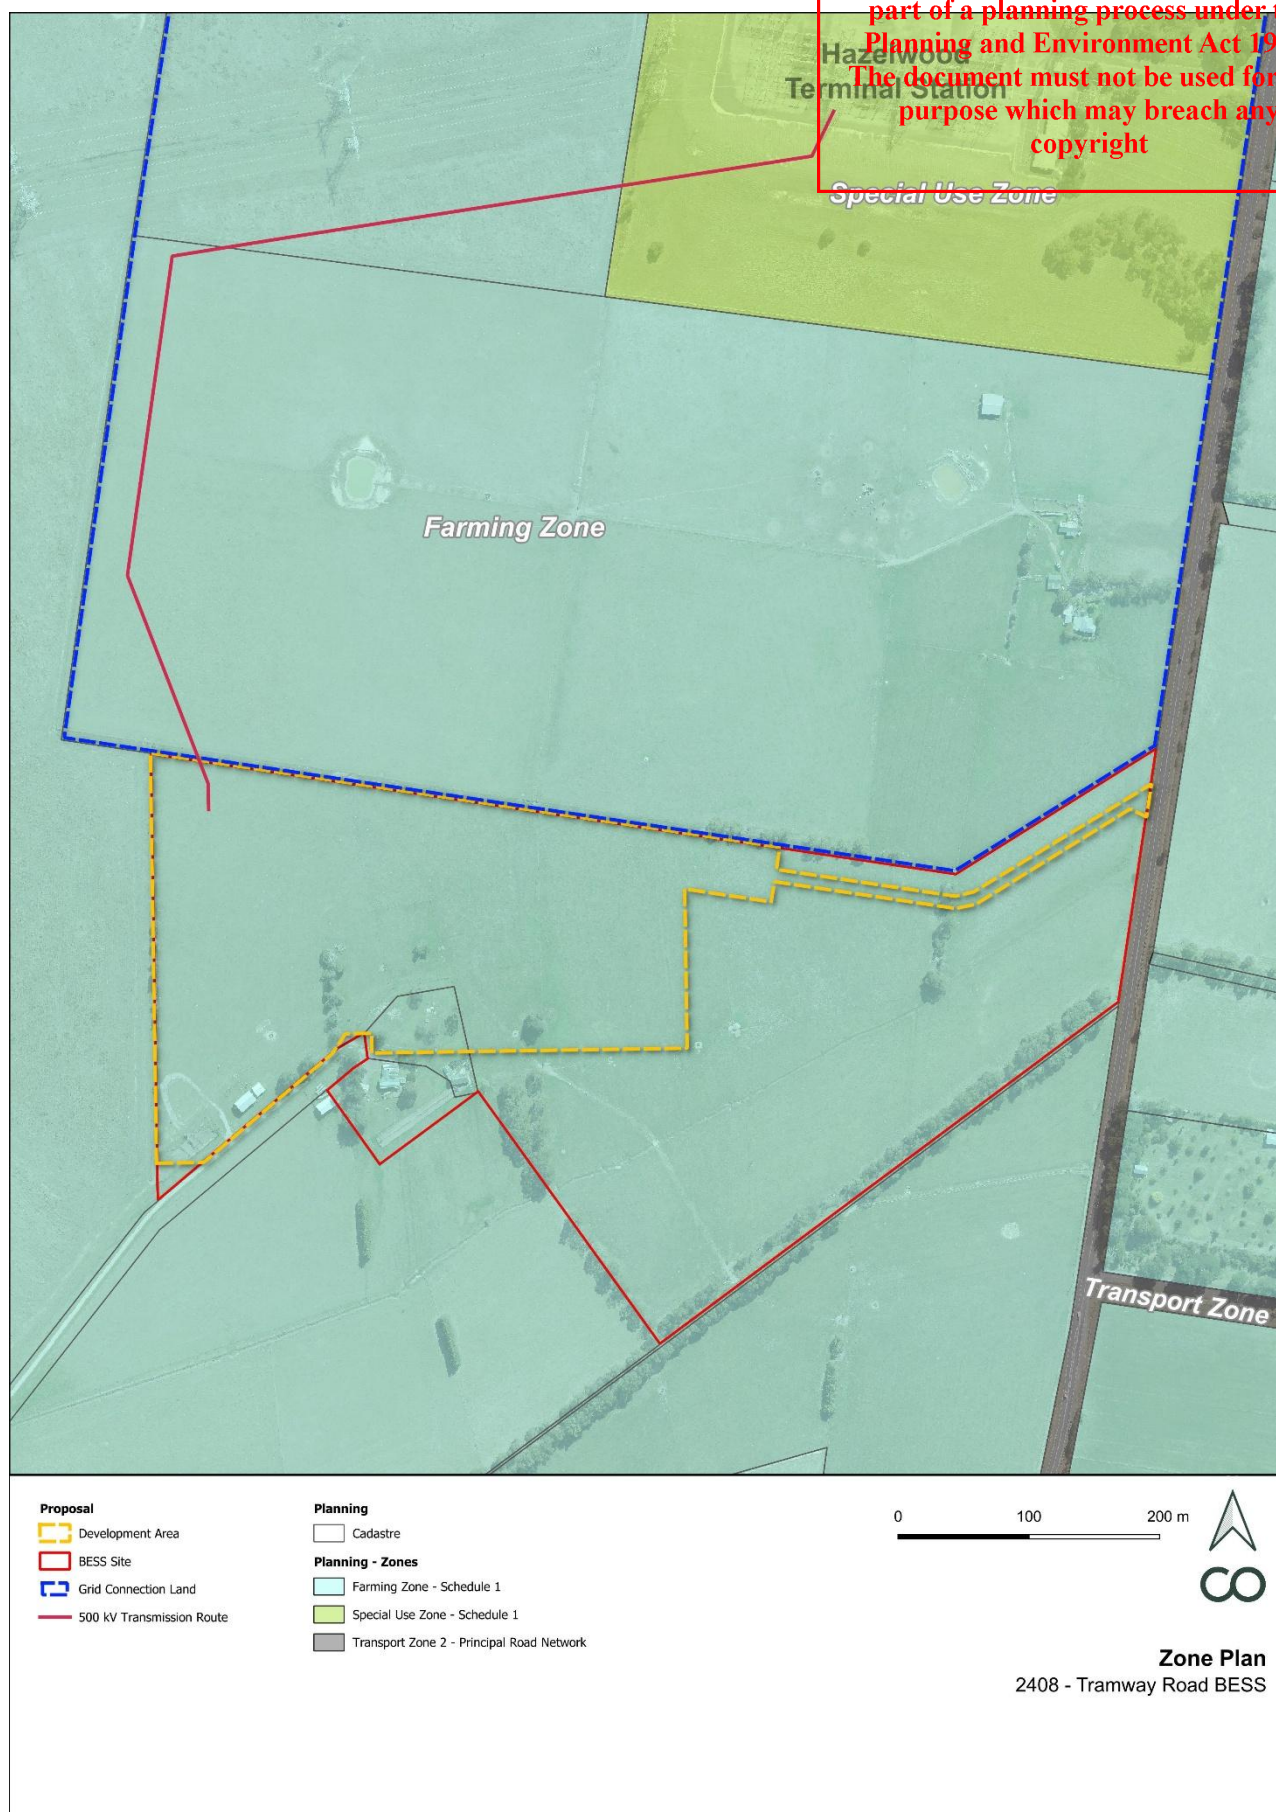 part of a planning process under
Planning and Environment Act 19
The document must not be used for
purpose which may breach any
copyright
Hazelwood
Terminal Station
Special Use Zone
Farming Zone
Transport Zone
Proposal
Development Area
BESS Site
Grid Connection Land
500 kV Transmission Route
Planning
Cadastre
Planning - Zones
Farming Zone - Schedule 1
Special Use Zone - Schedule 1
Transport Zone 2 - Principal Road Network
0 100 200 m
CO
Zone Plan
2408 - Tramway Road BESS